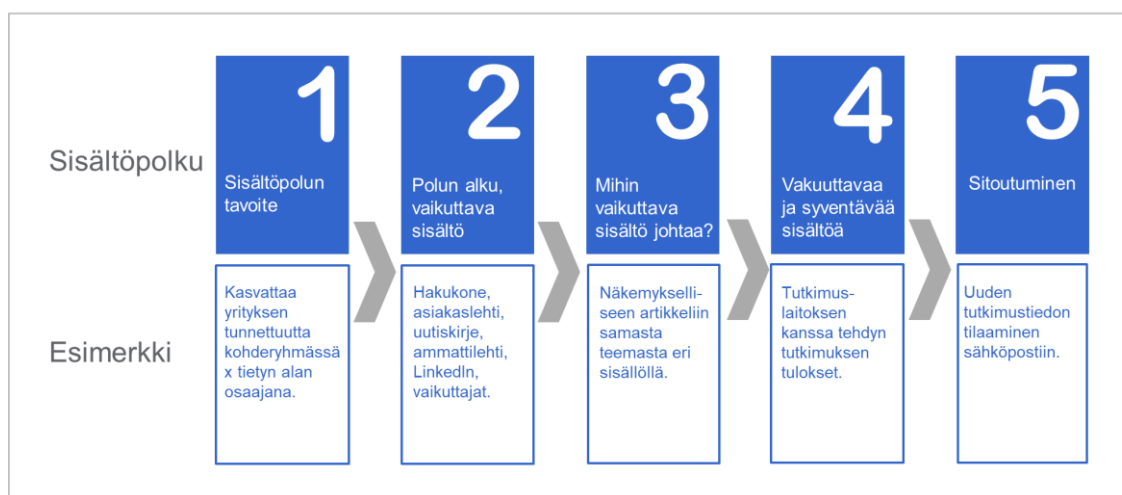 Sisältöpolku
1
Sisältöpolun
tavoite
2
Polun alku,
vaikuttava
sisältö
3
Mihin
vaikuttava
sisältö johtaa?
4
Vakuuttavaa
ja syventävää
sisältöä
5
Sitoutuminen
Esimerkki
Kasvattaa
yrityksen
tunnettuutta
kohderyhmässä
x tietyn alan
osaajana.
Hakukone,
asiakaslehti,
uutiskirje,
ammattilehti,
LinkedIn,
vaikuttajat.
Näkemykselli-
seen artikkeliin
samasta
teemasta eri
sisällöllä.
Tutkimus-
laitoksen
kanssa tehdyn
tutkimuksen
tulokset.
Uuden
tutkimustiedon
tilaaminen
sähköpostiin.